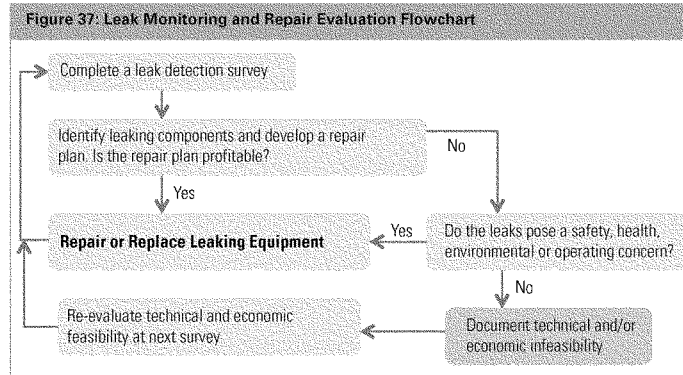 Figure 37: Leak Monitoring and Repair Evaluation Flowchart
Complete a leak detection survey
Identify leaking components and develop a repair
plan. Is the repair plan profitable?
No
Yes
Repair or Replace Leaking Equipment
Yes
Do the leaks pose a safety, health,
environmental or operating concern?
No
Re-evaluate technical and economic
feasibility at next survey
Document technical and/or
economic infeasibility